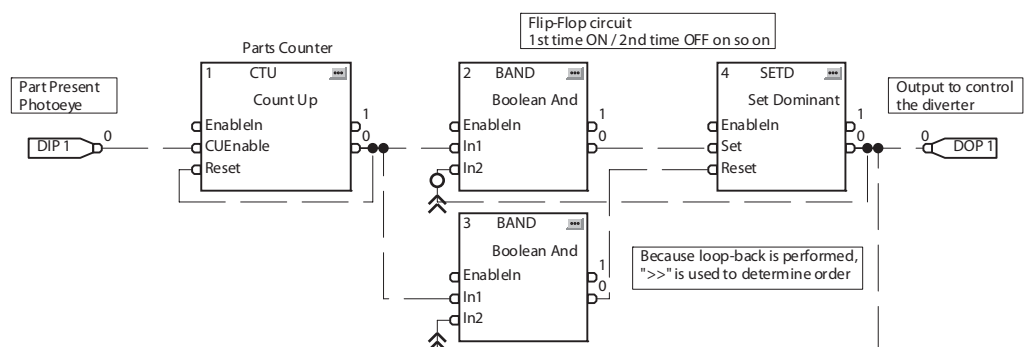 Flip-Flop circuit
1st time ON / 2nd time OFF on so on
Parts Counter
Part Present
Photoeye
DIP 1
0
1 CTU
Count Up
EnableIn
CUEnable
Reset
1
0
2 BAND
Boolean And
EnableIn
In1
In2
1
0
4 SETD
Set Dominant
EnableIn
Set
Reset
1
0
Output to control
the diverter
0
DOP 1
3 BAND
Boolean And
EnableIn
In1
In2
1
0
Because loop-back is performed,
">>" is used to determine order